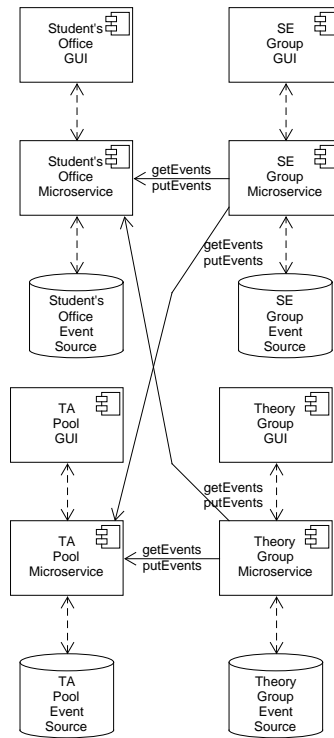 Student's
Office
GUI
SE
Group
GUI
Student's
Office
Microservice
getEvents
putEvents
SE
Group
Microservice
getEvents
putEvents
Student's
Office
Event
Source
SE
Group
Event
Source
TA
Pool
GUI
Theory
Group
GUI
getEvents
putEvents
TA
Pool
Microservice
getEvents
putEvents
Theory
Group
Microservice
TA
Pool
Event
Source
Theory
Group
Event
Source